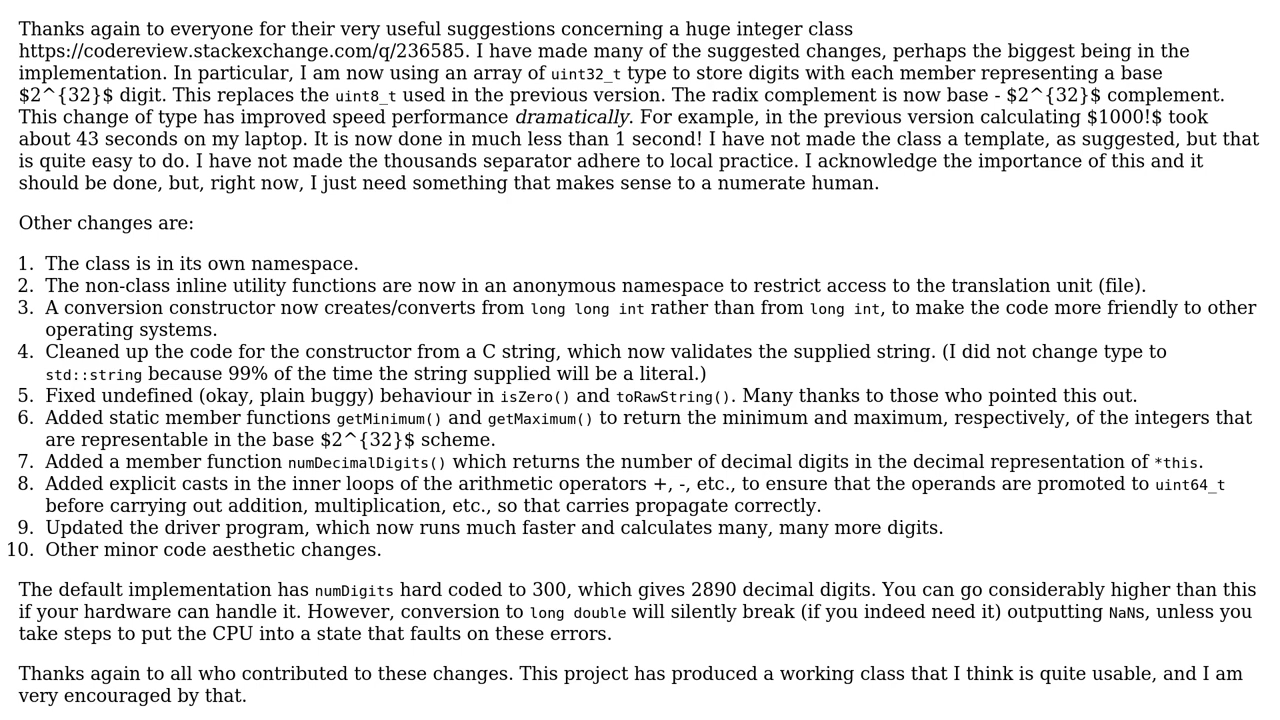 Thanks again to everyone for their very useful suggestions concerning a huge integer class
https://codereview.stackexchange.com/q/236585. I have made many of the suggested changes, perhaps the biggest being in the
implementation. In particular, I am now using an array of uint32_t type to store digits with each member representing a base
$2^{32}$ digit. This replaces the uint8_t used in the previous version. The radix complement is now base - $2^{32}$ complement.
This change of type has improved speed performance dramatically. For example, in the previous version calculating $1000!$ took
about 43 seconds on my laptop. It is now done in much less than 1 second! I have not made the class a template, as suggested, but that
is quite easy to do. I have not made the thousands separator adhere to local practice. I acknowledge the importance of this and it
should be done, but, right now, I just need something that makes sense to a numerate human.
Other changes are:
1. The class is in its own namespace.
2. The non-class inline utility functions are now in an anonymous namespace to restrict access to the translation unit (file).
3. A conversion constructor now creates/converts from long long int rather than from long int, to make the code more friendly to other
operating systems.
4. Cleaned up the code for the constructor from a C string, which now validates the supplied string. (I did not change type to
std::string because 99% of the time the string supplied will be a literal.)
5. Fixed undefined (okay, plain buggy) behaviour in isZero() and toRawString(). Many thanks to those who pointed this out.
6. Added static member functions getMinimum() and getMaximum() to return the minimum and maximum, respectively, of the integers that
are representable in the base $2^{32}$ scheme.
7. Added a member function numDecimalDigits() which returns the number of decimal digits in the decimal representation of *this.
8. Added explicit casts in the inner loops of the arithmetic operators +, -, etc., to ensure that the operands are promoted to uint64_t
before carrying out addition, multiplication, etc., so that carries propagate correctly.
9. Updated the driver program, which now runs much faster and calculates many, many more digits.
10. Other minor code aesthetic changes.
The default implementation has numDigits hard coded to 300, which gives 2890 decimal digits. You can go considerably higher than this
if your hardware can handle it. However, conversion to long double will silently break (if you indeed need it) outputting NaNs, unless you
take steps to put the CPU into a state that faults on these errors.
Thanks again to all who contributed to these changes. This project has produced a working class that I think is quite usable, and I am
very encouraged by that.